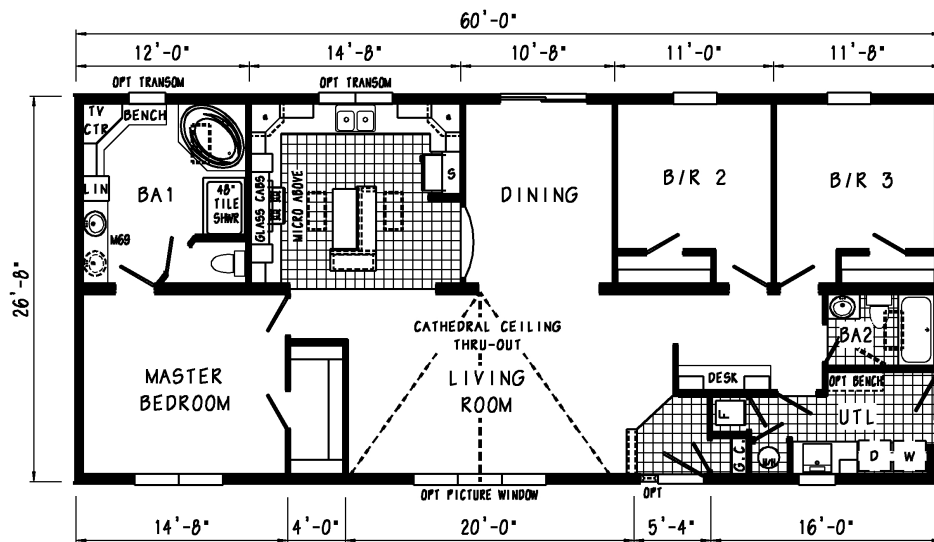 60'-0"
12'-0"
14'-8"
10'-8"
11'-0"
11'-8"
OPT TRANSOM
OPT TRANSOM
TV
CTR
BENCH
LIN
BA1
48"
TILE
SHWR
M69
GLASS CABS
MICRO ABOVE
S
DINING
B/R 2
B/R 3
26'-8"
CATHEDRAL CEILING
THRU-OUT
BA2
MASTER
BEDROOM
LIVING
ROOM
DESK
OPT BENCH
F
UTL
G.C.
W/H
D
W
OPT PICTURE WINDOW
OPT
14'-8"
4'-0"
20'-0"
5'-4"
16'-0"